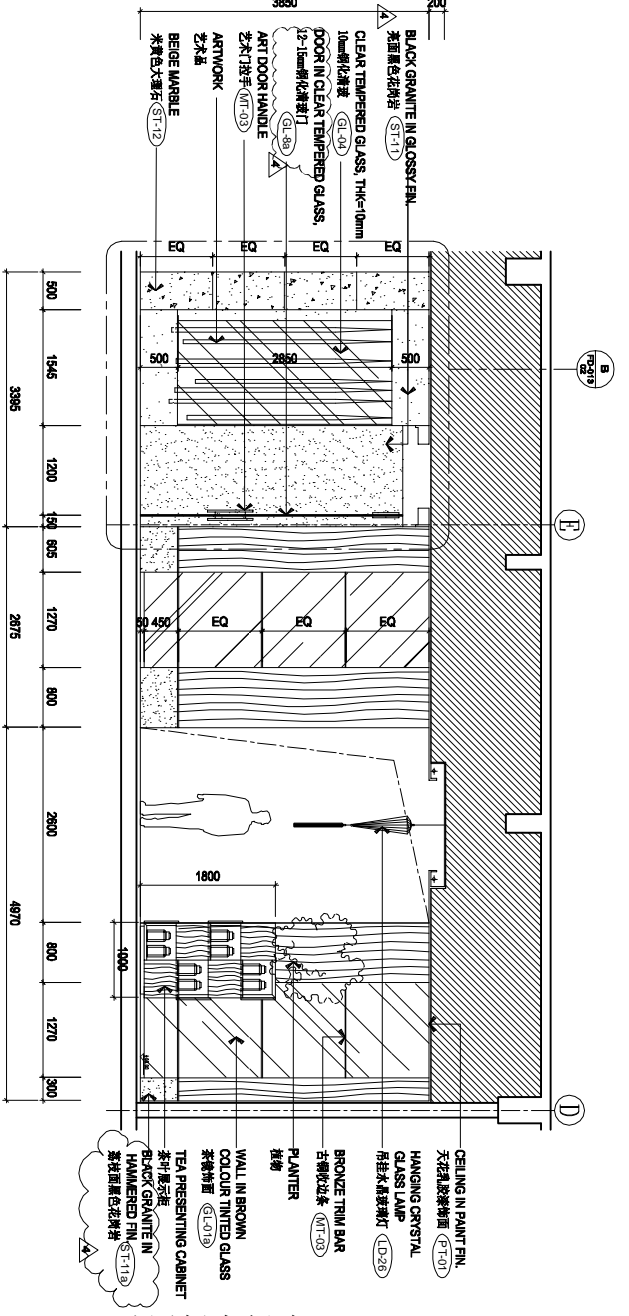 BLACK GRANITE IN GLOSSY FIN.
亮面黑色花岗岩 ST-11
4
CLEAR TEMPERED GLASS, THK=10mm
10mm钢化清玻 GL-04
DOOR IN CLEAR TEMPERED GLASS,
12-15mm钢化清玻门 GL-8a
4
ART DOOR HANDLE
艺术门拉手 MT-03
ARTWORK
艺术品
BEIGE MARBLE
米黄色大理石 ST-12
200
3850
EQ
EQ
EQ
EQ
500
2850
500
B
FD-013
02
E
D
EQ
EQ
EQ
450
50
1800
1000
CEILING IN PAINT FIN.
天花乳胶漆饰面 PT-01
HANGING CRYSTAL
GLASS LAMP
吊挂水晶玻璃灯 LD-26
BRONZE TRIM BAR
古铜收边条 MT-03
PLANTER
植物
WALL IN BROWN
COLOUR TINTED GLASS
茶镜饰面 GL-01a
TEA PRESENTING CABINET
茶叶展示柜
BLACK GRANITE IN
HAMMERED FIN.
荔枝面黑色花岗岩 ST-11a
4
500 1545 1200 150 605 1270 800 2600 800 1270 300
3395 2675 4970